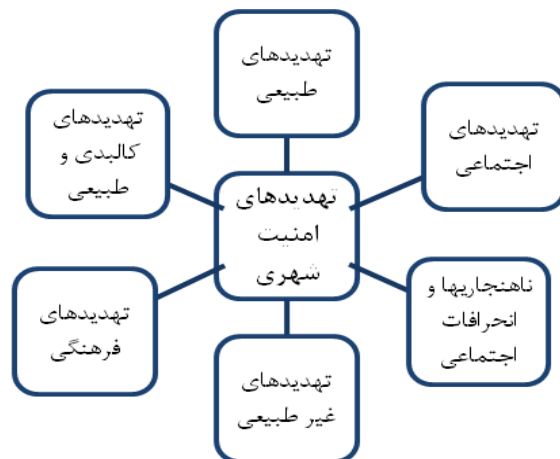 تهدیدهای
طبیعی
تهدیدهای
اجتماعی
ناهنجاریها و
انحرافات
اجتماعی
تهدیدهای
غیر طبیعی
تهدیدهای
فرهنگی
تهدیدهای
کالبدی و
طبیعی
تهدیدهای
امنیت
شهری